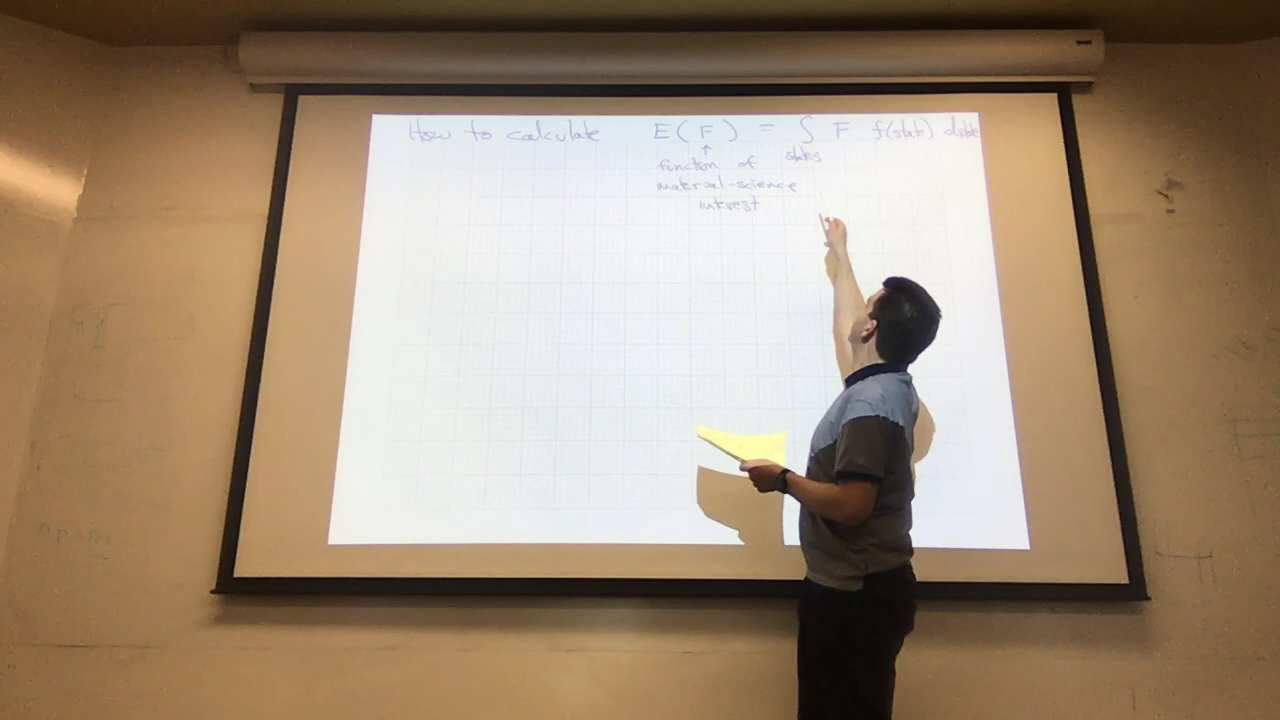 How to calculate E(F) = ∫ F f(state) dstate
↑ states
function of
material-science
interest